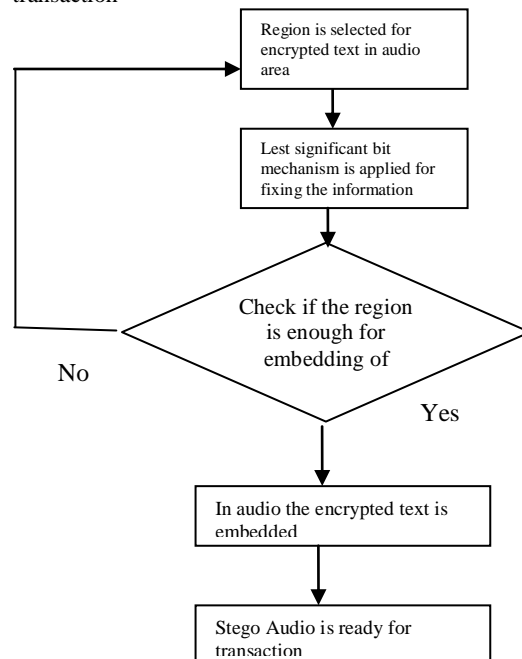 transaction
Region is selected for
encrypted text in audio
area
Lest significant bit
mechanism is applied for
fixing the information
Check if the region
is enough for
embedding of
No
Yes
In audio the encrypted text is
embedded
Stego Audio is ready for
transaction